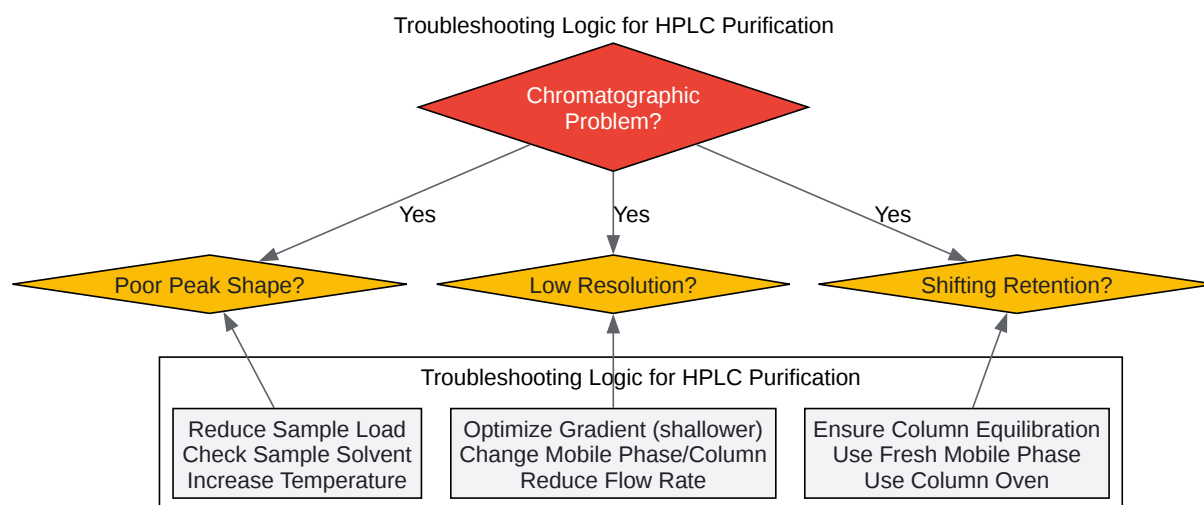 Troubleshooting Logic for HPLC Purification
Chromatographic
Problem?
Yes
Yes
Yes
Poor Peak Shape?
Low Resolution?
Shifting Retention?
Troubleshooting Logic for HPLC Purification
Reduce Sample Load
Check Sample Solvent
Increase Temperature
Optimize Gradient (shallower)
Change Mobile Phase/Column
Reduce Flow Rate
Ensure Column Equilibration
Use Fresh Mobile Phase
Use Column Oven